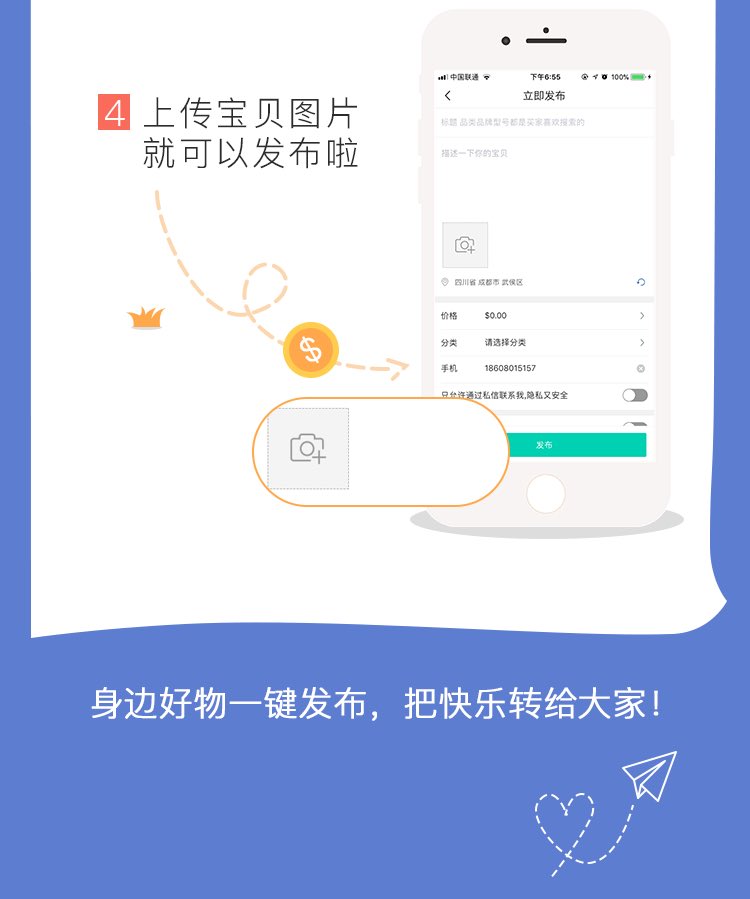 4
上传宝贝图片
就可以发布啦
中国联通
下午6:55
100%
立即发布
标题 品类品牌型号都是买家喜欢搜索的
描述一下你的宝贝
四川省 成都市 武侯区
价格 $0.00
分类 请选择分类
手机 18608015157
只允许通过私信联系我,隐私又安全
发布
$
身边好物一键发布，把快乐转给大家！